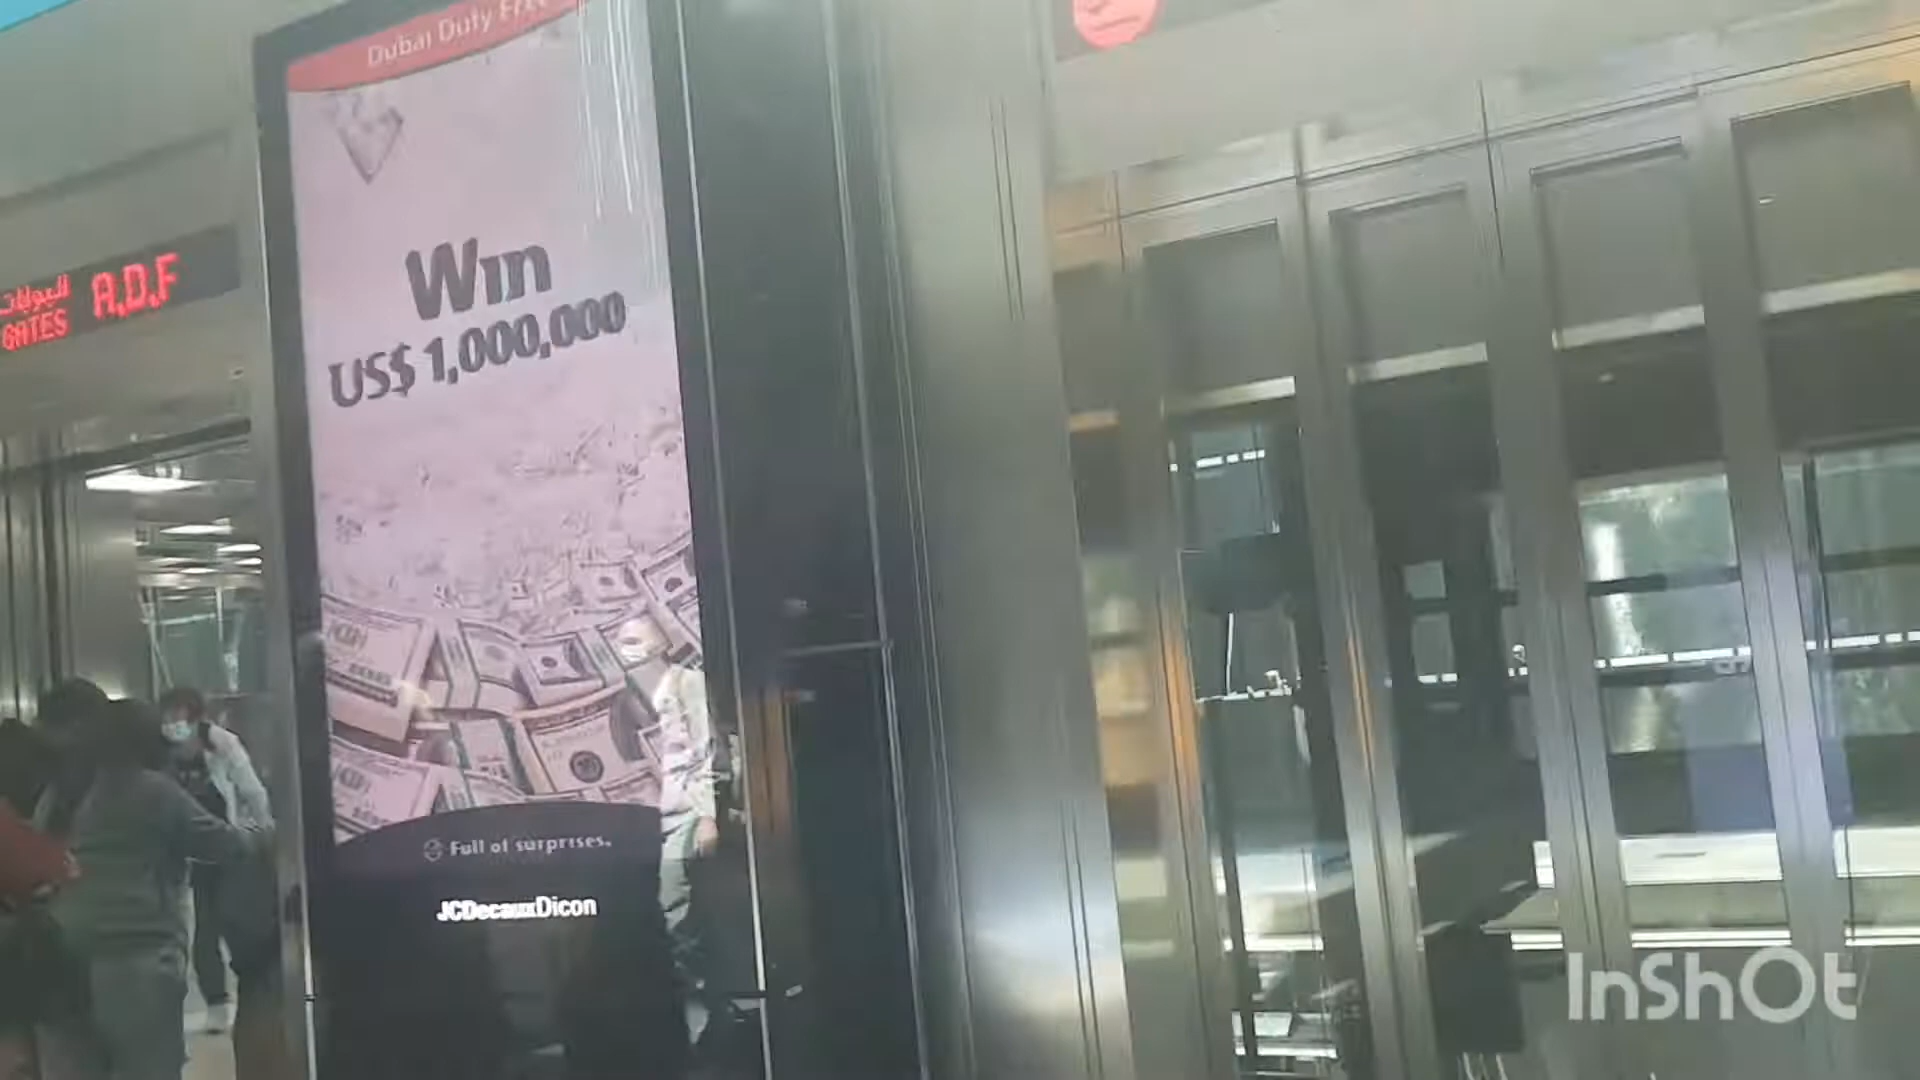 Dubai Duty Free
Win
US$ 1,000,000
البوابات
GATES
A.D.F
Full of surprises.
JCDecauxDicon
InShOt